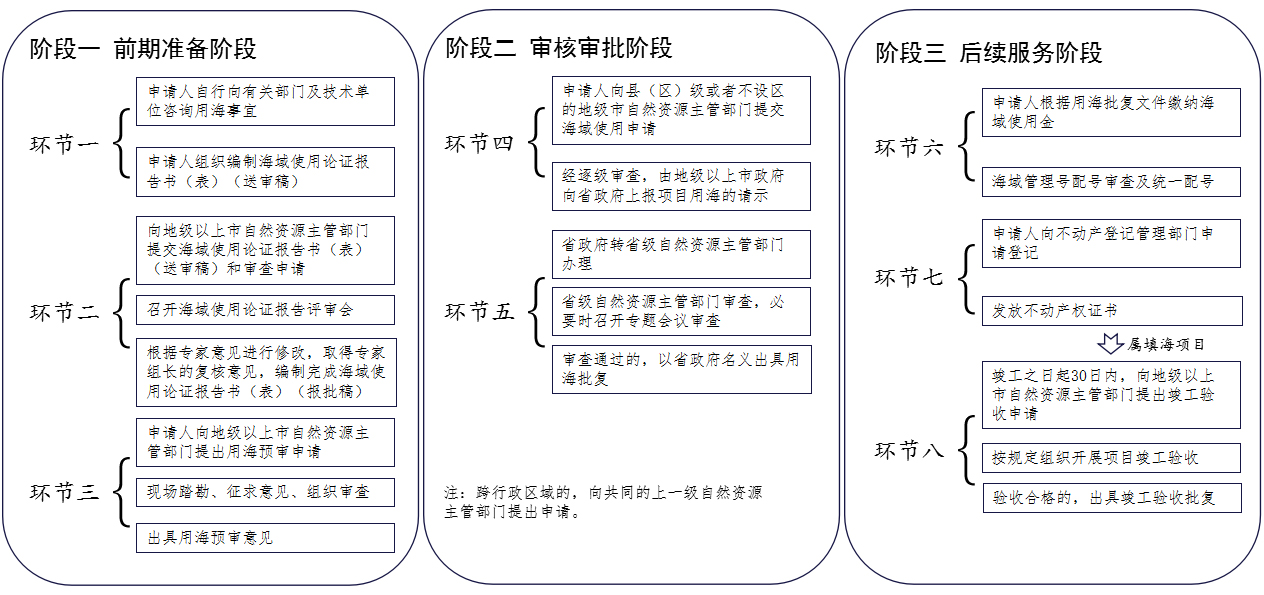 阶段一 前期准备阶段
环节一
申请人自行向有关部门及技术单
位咨询用海事宜
申请人组织编制海域使用论证报
告书（表）（送审稿）
环节二
向地级以上市自然资源主管部门
提交海域使用论证报告书（表）
（送审稿）和审查申请
召开海域使用论证报告评审会
根据专家意见进行修改，取得专家
组长的复核意见，编制完成海域使
用论证报告书（表）（报批稿）
环节三
申请人向地级以上市自然资源主
管部门提出用海预审申请
现场踏勘、征求意见、组织审查
出具用海预审意见
阶段二 审核审批阶段
环节四
申请人向县（区）级或者不设区
的地级市自然资源主管部门提交
海域使用申请
经逐级审查，由地级以上市政府
向省政府上报项目用海的请示
环节五
省政府转省级自然资源主管部门
办理
省级自然资源主管部门审查，必
要时召开专题会议审查
审查通过的，以省政府名义出具用
海批复
注：跨行政区域的，向共同的上一级自然资源
主管部门提出申请。
阶段三 后续服务阶段
环节六
申请人根据用海批复文件缴纳海
域使用金
海域管理号配号审查及统一配号
环节七
申请人向不动产登记管理部门申
请登记
发放不动产权证书
属填海项目
环节八
竣工之日起30日内，向地级以上
市自然资源主管部门提出竣工验
收申请
按规定组织开展项目竣工验收
验收合格的，出具竣工验收批复